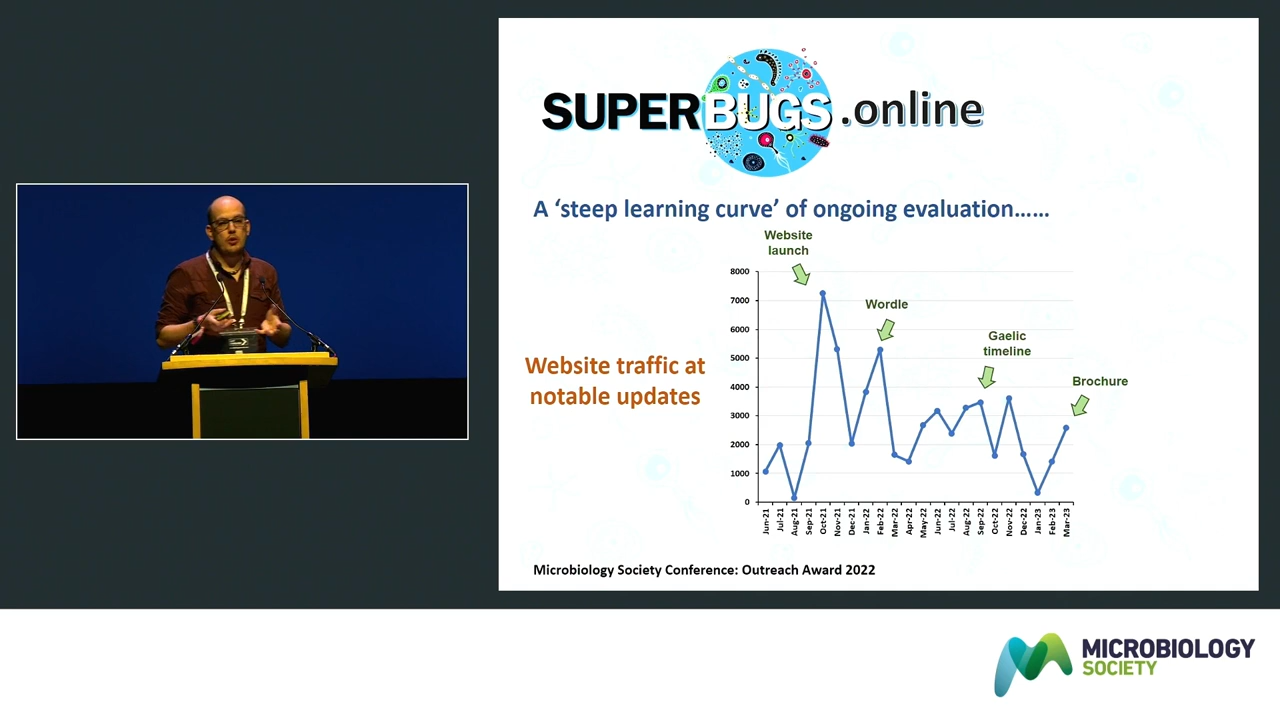 SUPERBUGS.online
A ‘steep learning curve’ of ongoing evaluation......
Website
launch
Wordle
Gaelic
timeline
Brochure
Website traffic at
notable updates
8000
7000
6000
5000
4000
3000
2000
1000
0
Jun-21 Jul-21 Aug-21 Sep-21 Oct-21 Nov-21 Dec-21 Jan-22 Feb-22 Mar-22 Apr-22 May-22 Jun-22 Jul-22 Aug-22 Sep-22 Oct-22 Nov-22 Dec-22 Jan-23 Feb-23 Mar-23
Microbiology Society Conference: Outreach Award 2022
MICROBIOLOGY
SOCIETY